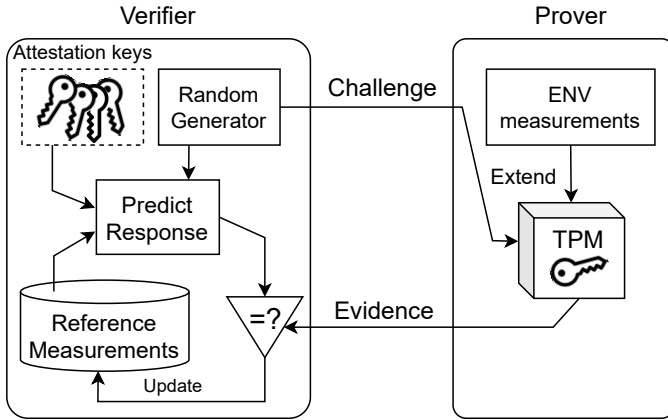 Verifier
Prover
Attestation keys
Random
Generator
Challenge
ENV
measurements
Extend
Predict
Response
TPM
=?
Evidence
Reference
Measurements
Update